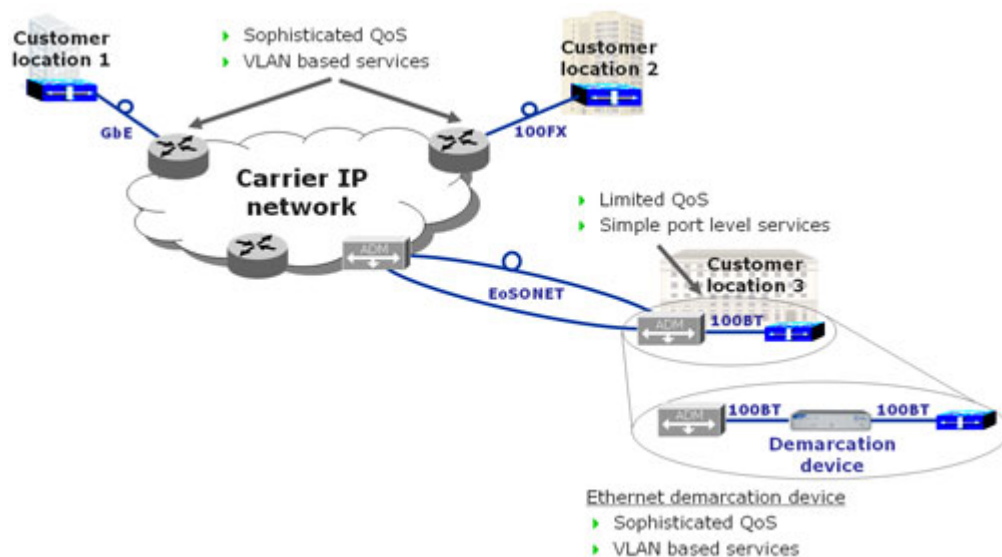 Customer
location 1
Sophisticated QoS
VLAN based services
Customer
location 2
GbE
100FX
Carrier IP
network
Limited QoS
Simple port level services
ADM
EoSONET
Customer
location 3
ADM
100BT
ADM
100BT
100BT
Demarcation
device
Ethernet demarcation device
Sophisticated QoS
VLAN based services